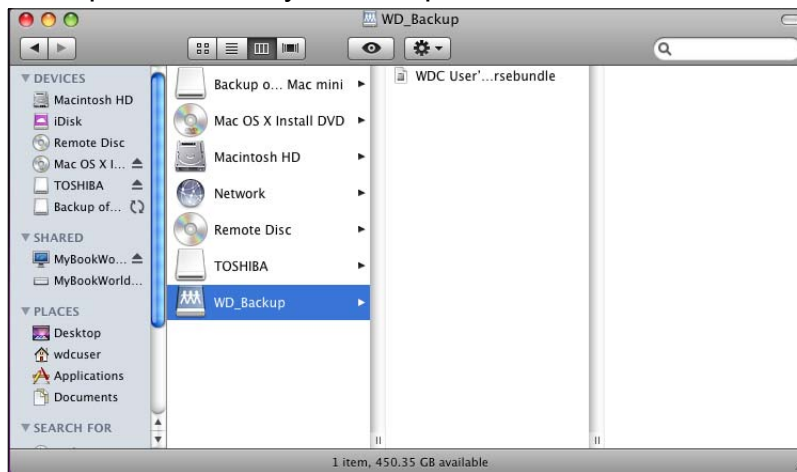 WD_Backup
DEVICES
Macintosh HD
iDisk
Remote Disc
Mac OS X I...
TOSHIBA
Backup of...
SHARED
MyBookWo...
MyBookWorld...
PLACES
Desktop
wdcuser
Applications
Documents
SEARCH FOR
Backup o... Mac mini
Mac OS X Install DVD
Macintosh HD
Network
Remote Disc
TOSHIBA
WD_Backup
WDC User'...rsebundle
1 item, 450.35 GB available